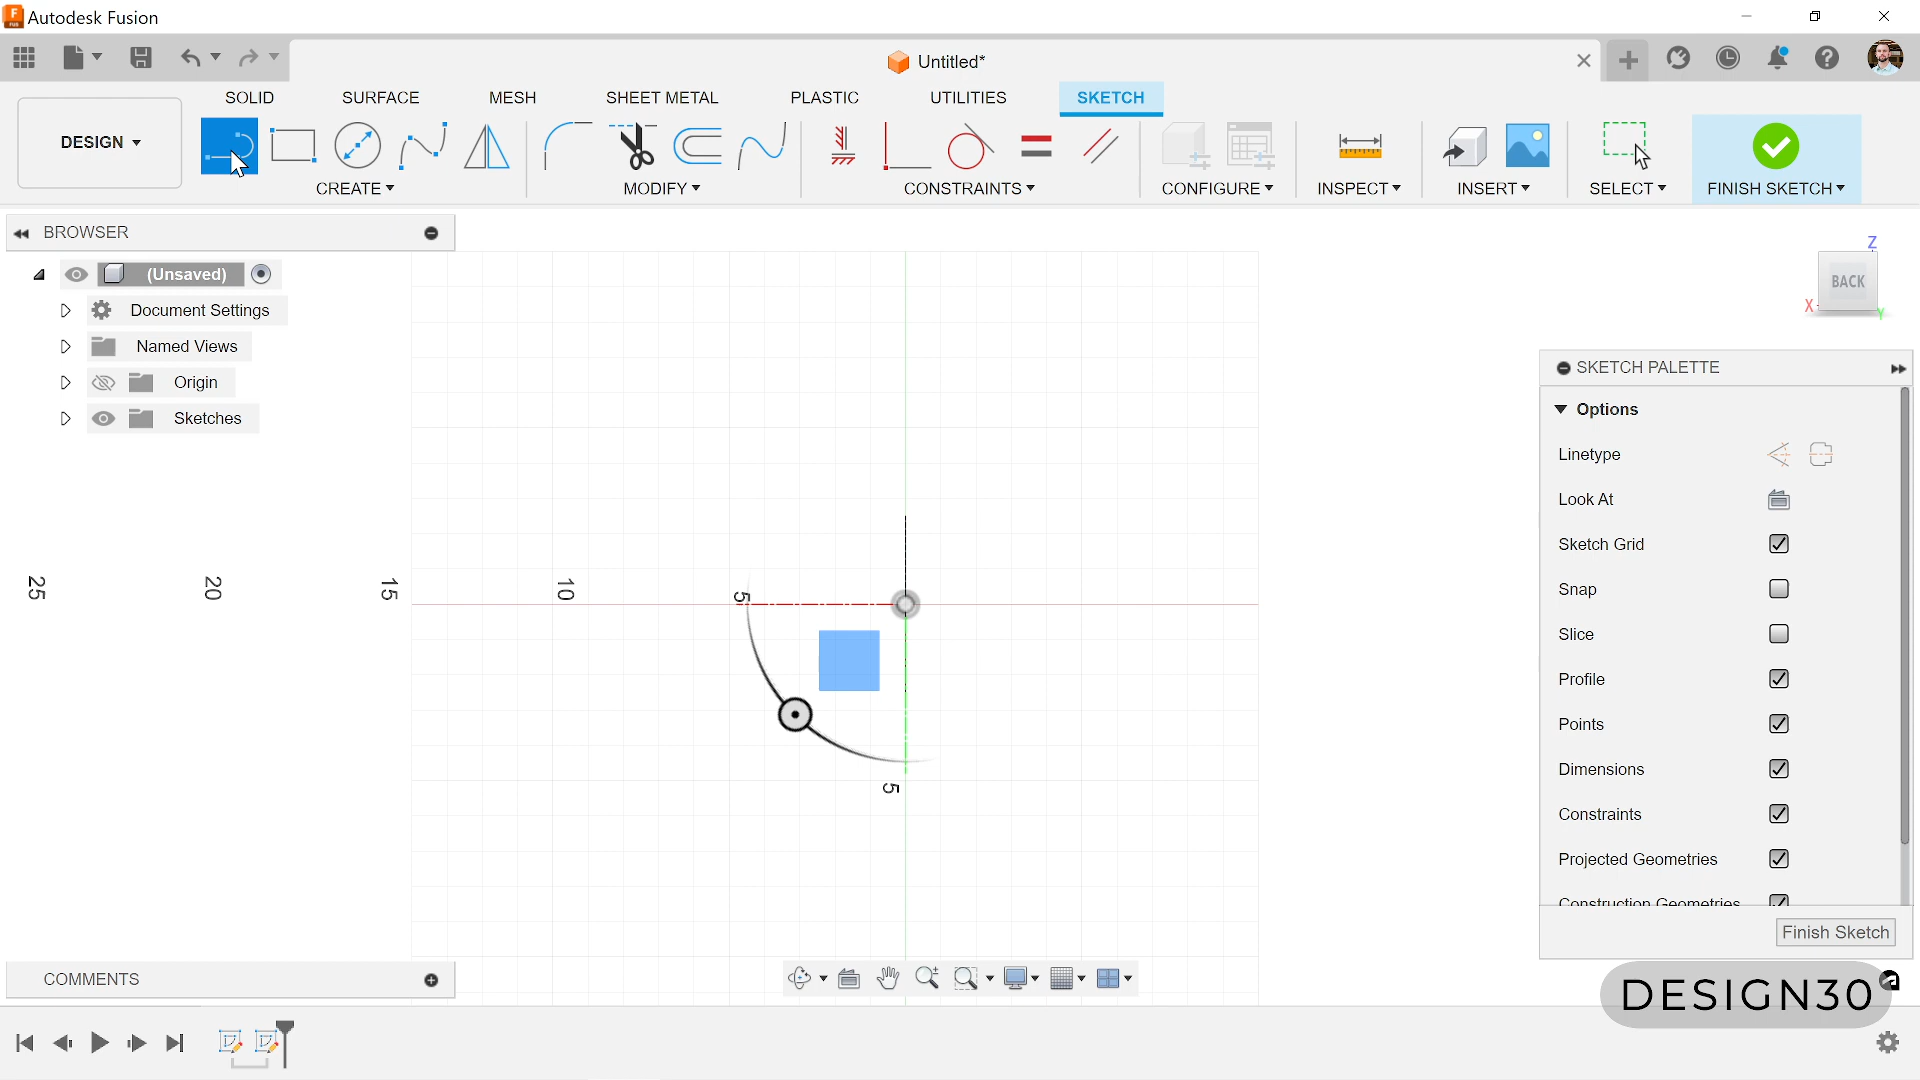 Autodesk Fusion
Untitled*
SOLID SURFACE MESH SHEET METAL PLASTIC UTILITIES SKETCH
DESIGN
CREATE MODIFY CONSTRAINTS CONFIGURE INSPECT INSERT SELECT FINISH SKETCH
BROWSER
(Unsaved)
Document Settings
Named Views
Origin
Sketches
Z
BACK
X
Y
SKETCH PALETTE
Options
Linetype
Look At
Sketch Grid
Snap
Slice
Profile
Points
Dimensions
Constraints
Projected Geometries
Construction Geometries
Finish Sketch
25 20 15 10 5
5
COMMENTS
DESIGN30